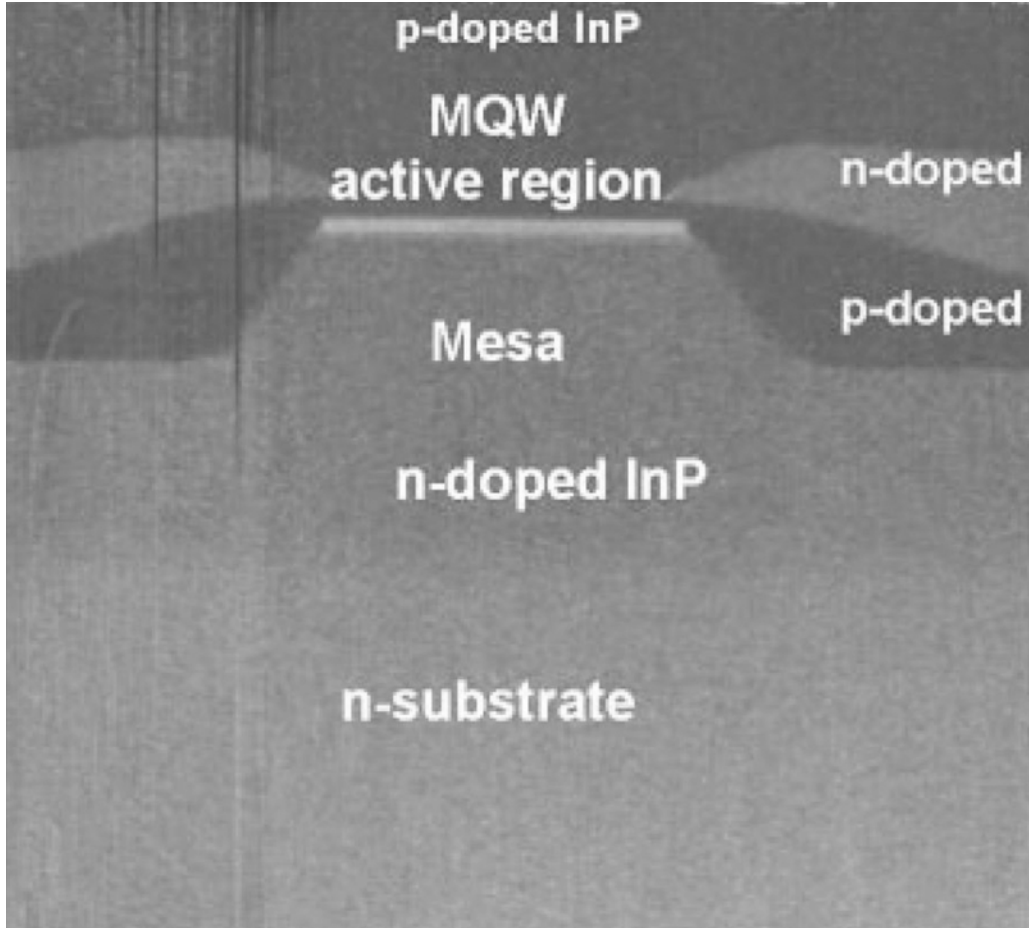 p-doped InP
MQW
active region
n-doped
p-doped
Mesa
n-doped InP
n-substrate